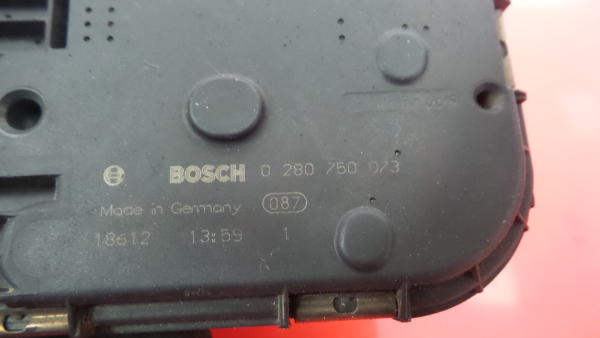 BOSCH 0 280 750 073
Made in Germany 087
18612 13:59 1